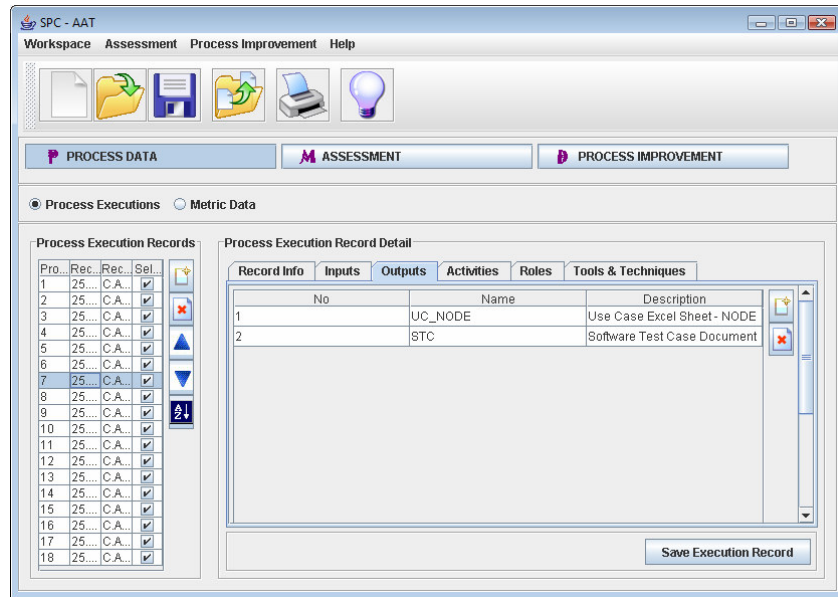 SPC - AAT
Workspace Assessment Process Improvement Help
P PROCESS DATA M ASSESSMENT D PROCESS IMPROVEMENT
Process Executions Metric Data
Process Execution Records
Pro... Rec... Rec... Sel...
1 25.... C.A...
2 25.... C.A...
3 25.... C.A...
4 25.... C.A...
5 25.... C.A...
6 25.... C.A...
7 25.... C.A...
8 25.... C.A...
9 25.... C.A...
10 25.... C.A...
11 25.... C.A...
12 25.... C.A...
13 25.... C.A...
14 25.... C.A...
15 25.... C.A...
16 25.... C.A...
17 25.... C.A...
18 25.... C.A...
A Z
Process Execution Record Detail
Record Info Inputs Outputs Activities Roles Tools & Techniques
No Name Description
1 UC_NODE Use Case Excel Sheet - NODE
2 STC Software Test Case Document
Save Execution Record